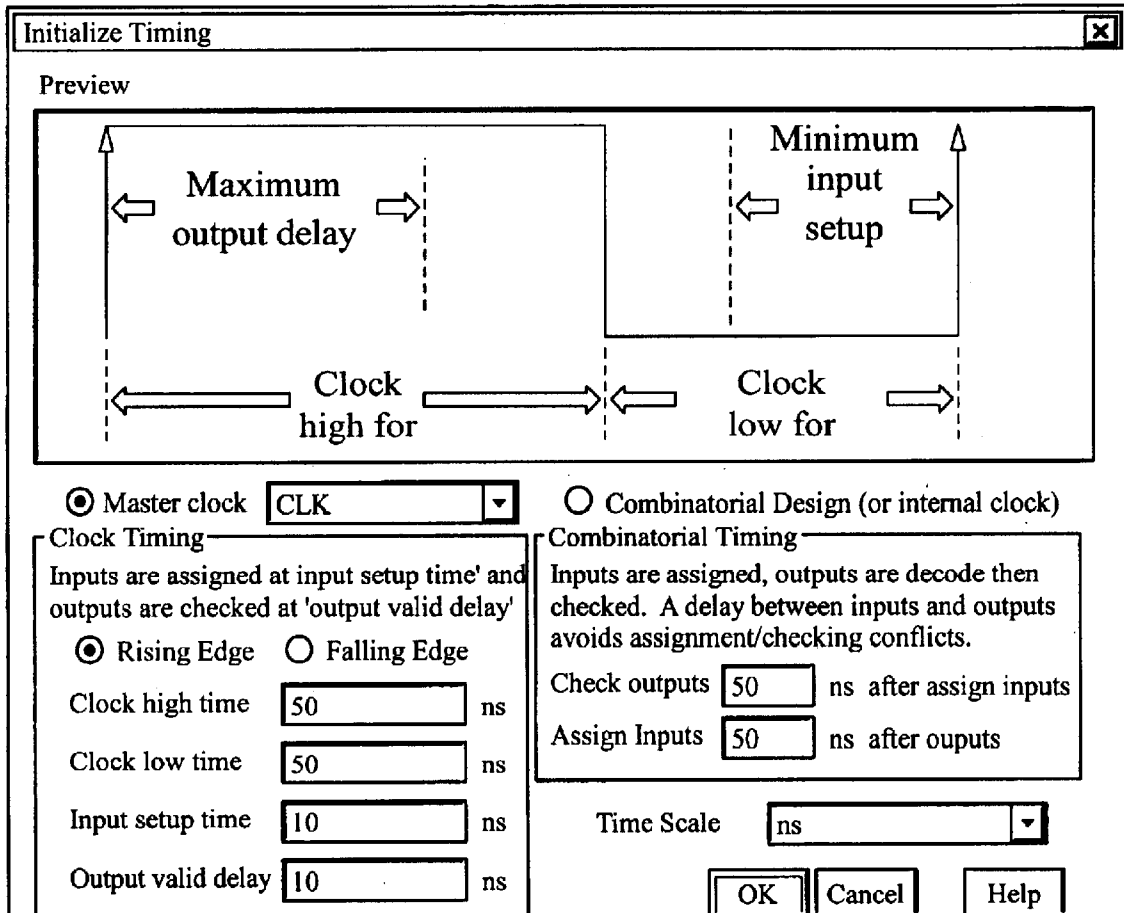 Initialize Timing
Preview
Maximum
output delay
Minimum
input
setup
Clock
high for
Clock
low for
Master clock CLK
Combinatorial Design (or internal clock)
Clock Timing
Inputs are assigned at input setup time' and
outputs are checked at 'output valid delay'
Rising Edge Falling Edge
Clock high time 50 ns
Clock low time 50 ns
Input setup time 10 ns
Output valid delay 10 ns
Combinatorial Timing
Inputs are assigned, outputs are decode then
checked. A delay between inputs and outputs
avoids assignment/checking conflicts.
Check outputs 50 ns after assign inputs
Assign Inputs 50 ns after ouputs
Time Scale ns
OK Cancel Help